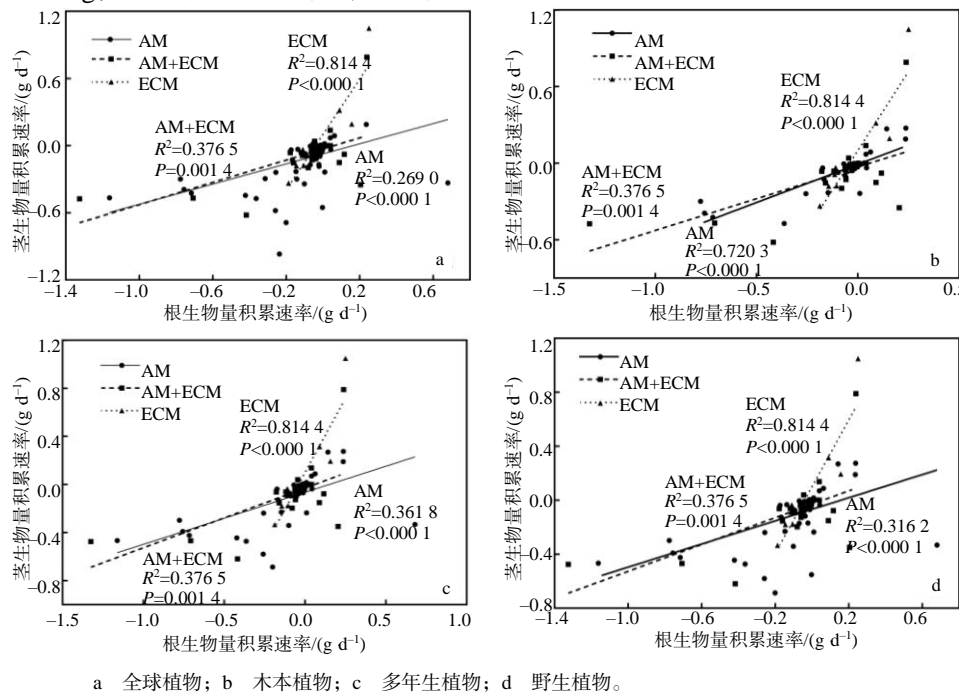 1.2
0.6
0.0
−0.6
−1.2
茎生物量积累速率/(g d⁻¹)
AM
AM+ECM
ECM
ECM
R²=0.814 4
P<0.000 1
AM+ECM
R²=0.376 5
P=0.001 4
AM
R²=0.269 0
P<0.000 1
a
−1.4 −1.0 −0.6 −0.2 0.2 0.6
根生物量积累速率/(g d⁻¹)
1.2
0.6
0.0
−0.6
茎生物量积累速率/(g d⁻¹)
AM
AM+ECM
ECM
ECM
R²=0.814 4
P<0.000 1
AM+ECM
R²=0.376 5
P=0.001 4
AM
R²=0.720 3
P<0.000 1
b
−1.5 −1.0 −0.5 0.0 0.5
根生物量积累速率/(g d⁻¹)
1.2
0.8
0.4
−0.0
−0.4
−0.8
茎生物量积累速率/(g d⁻¹)
AM
AM+ECM
ECM
ECM
R²=0.814 4
P<0.000 1
AM
R²=0.361 8
P<0.000 1
AM+ECM
R²=0.376 5
P=0.001 4
c
−1.5 −1.0 −0.5 0.0 0.5 1.0
根生物量积累速率/(g d⁻¹)
1.2
0.8
0.4
−0.0
−0.4
−0.8
茎生物量积累速率/(g d⁻¹)
AM
AM+ECM
ECM
ECM
R²=0.814 4
P<0.000 1
AM+ECM
R²=0.376 5
P=0.001 4
AM
R²=0.316 2
P<0.000 1
d
−1.4 −1.0 −0.6 −0.2 0.2 0.6
根生物量积累速率/(g d⁻¹)
a 全球植物；b 木本植物；c 多年生植物；d 野生植物。